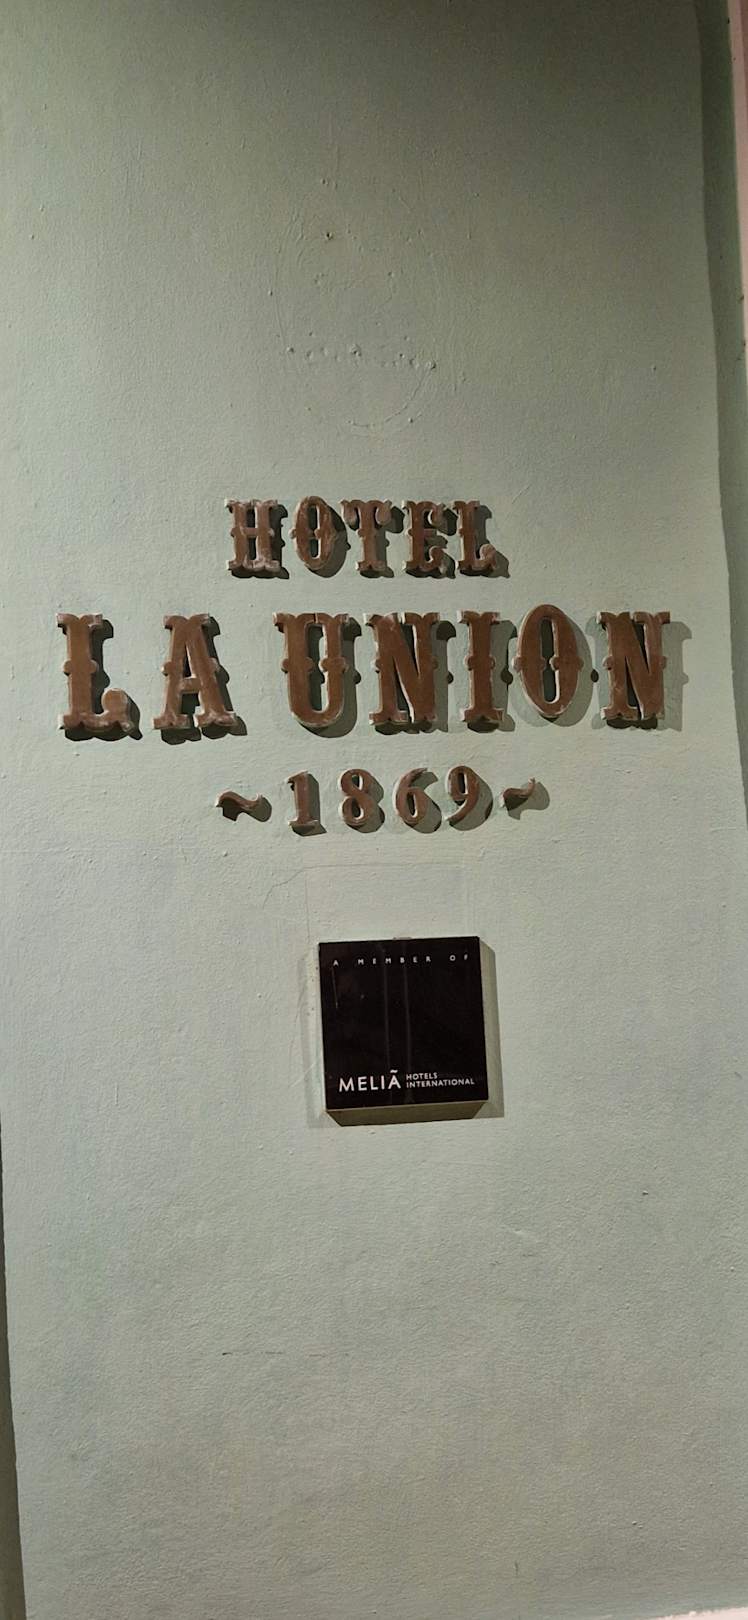 HOTEL
LA UNION
~1869~
A MEMBER OF
MELIÃ HOTELS
INTERNATIONAL